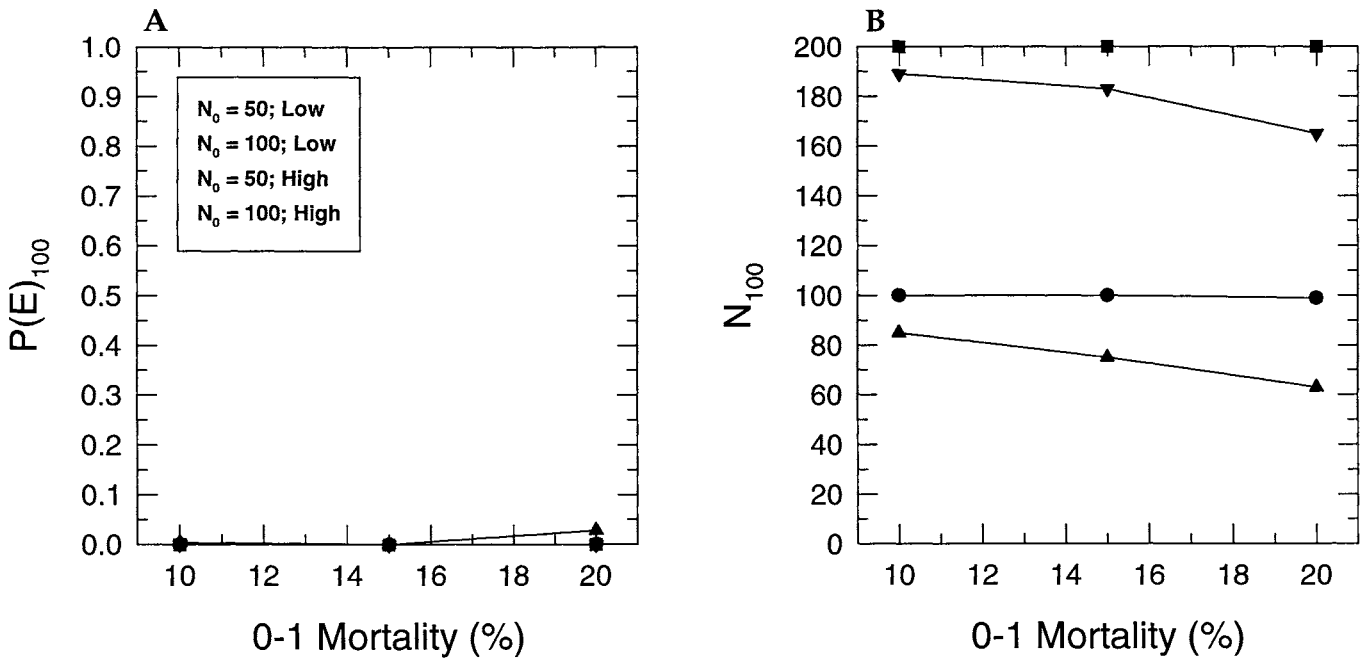 A
1.0
0.9
0.8
0.7
0.6
0.5
0.4
0.3
0.2
0.1
0.0
P(E)₁₀₀
N₀ = 50; Low
N₀ = 100; Low
N₀ = 50; High
N₀ = 100; High
10 12 14 16 18 20
0-1 Mortality (%)
B
200
180
160
140
120
100
80
60
40
20
0
N₁₀₀
10 12 14 16 18 20
0-1 Mortality (%)